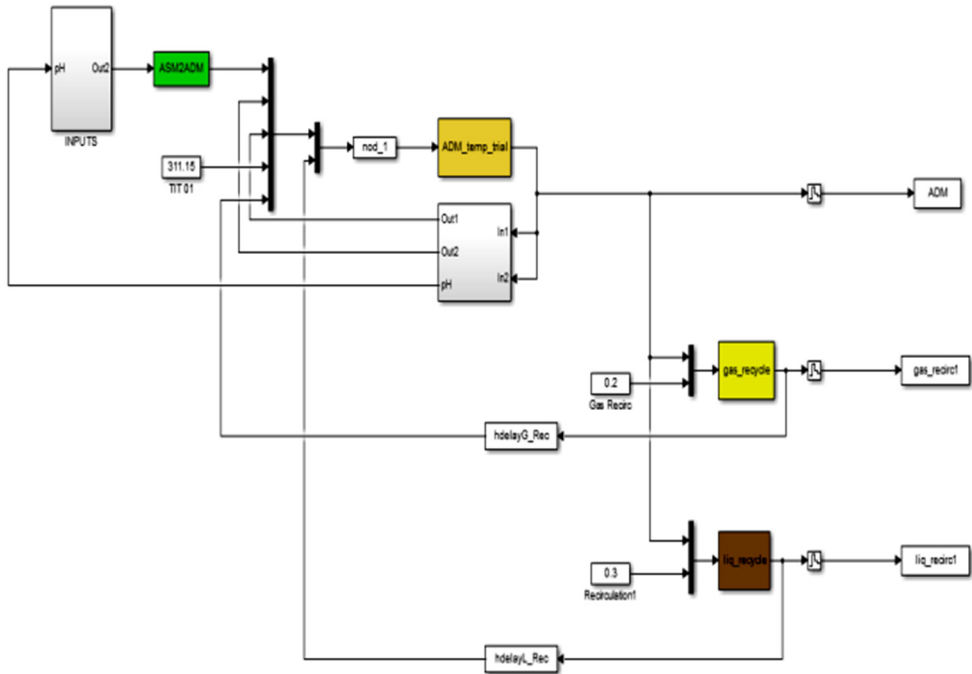 pH
Out2
INPUTS
ASM2ADM
311.15
TIT 01
nod_1
ADM_temp_trial
Out1
Out2
pH
In1
In2
ADM
0.2
Gas Recirc
gas_recycle
gas_recirc1
hdelayG_Rec
0.3
Recirculation1
liq_recycle
liq_recirc1
hdelayL_Rec